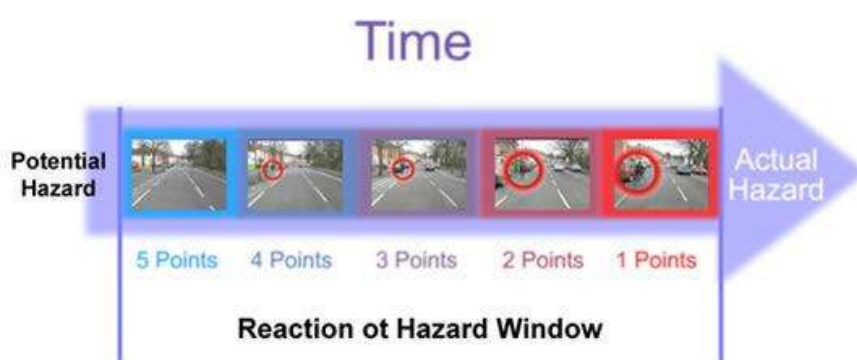 Time
Potential
Hazard
Actual
Hazard
5 Points
4 Points
3 Points
2 Points
1 Points
Reaction ot Hazard Window